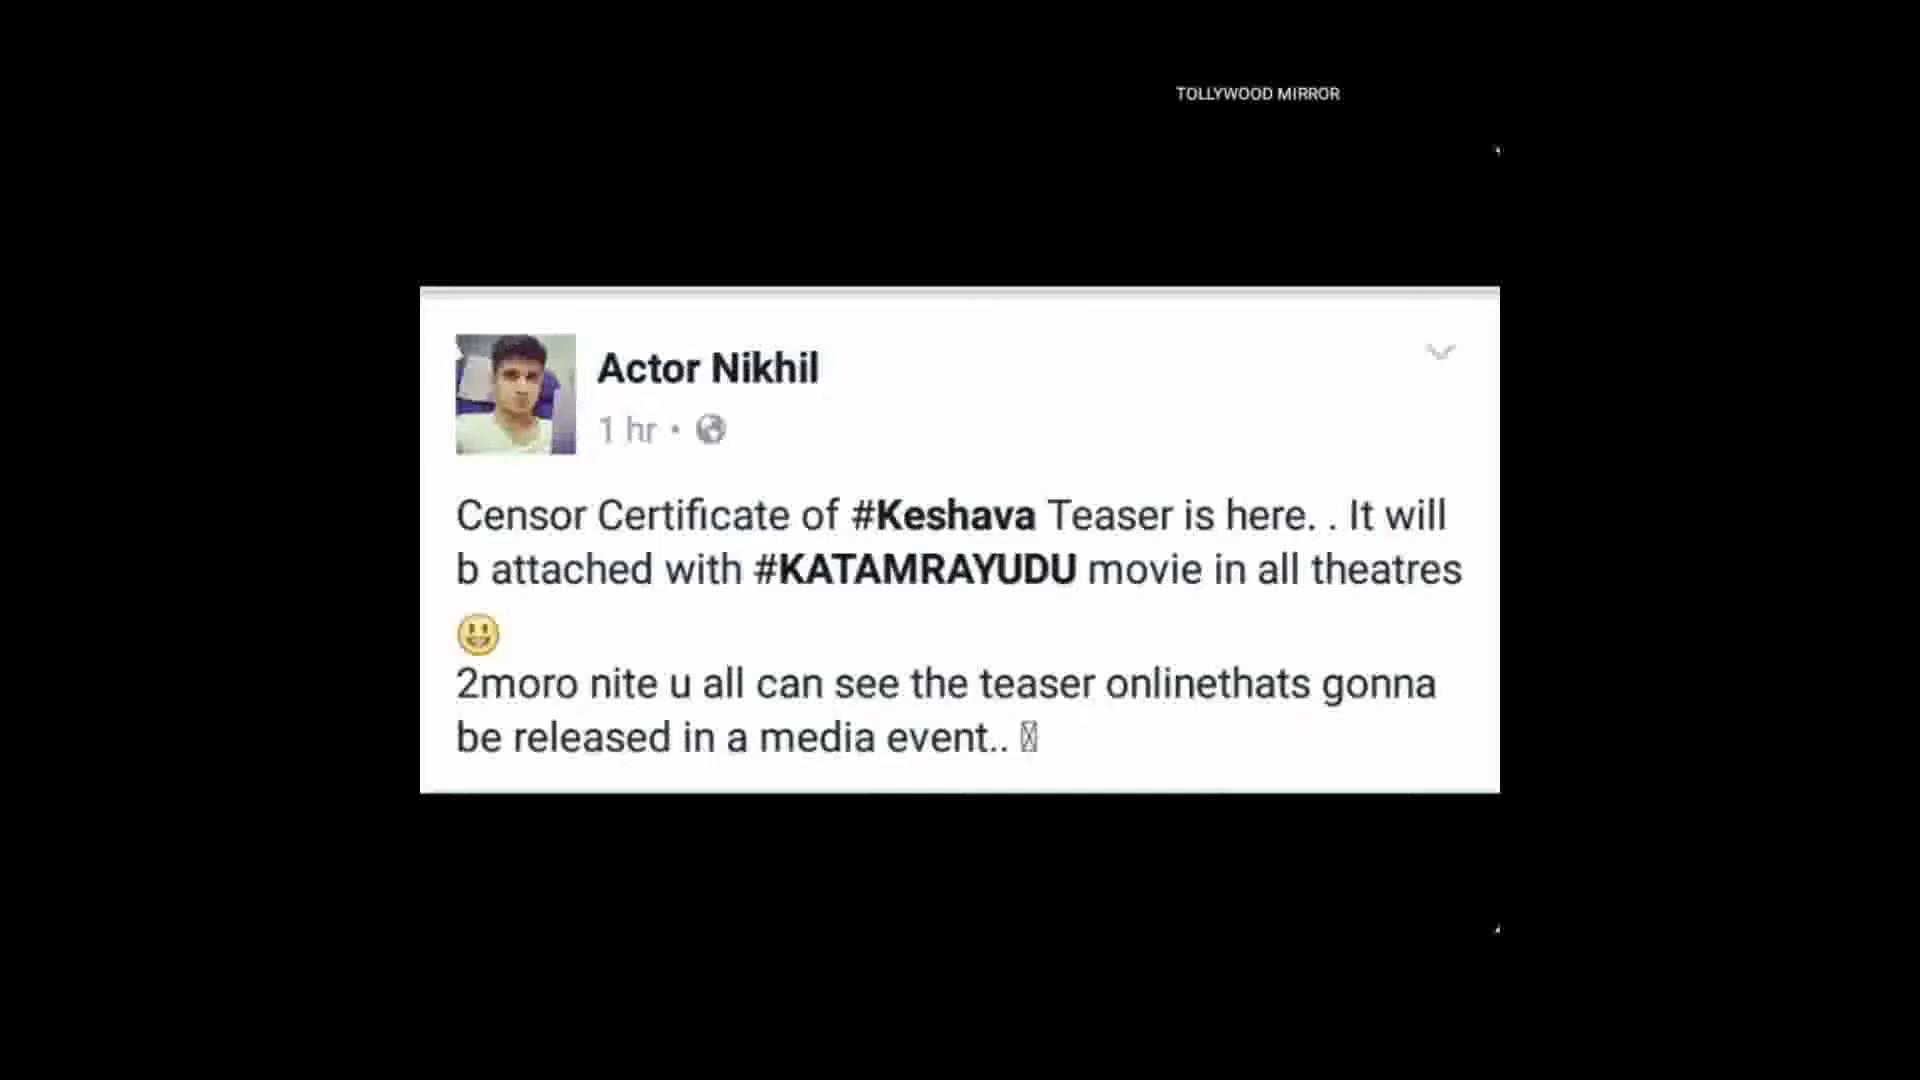 TOLLYWOOD MIRROR
Actor Nikhil
1 hr •
Censor Certificate of #Keshava Teaser is here. . It will
b attached with #KATAMRAYUDU movie in all theatres
😃
2moro nite u all can see the teaser onlinethats gonna
be released in a media event..